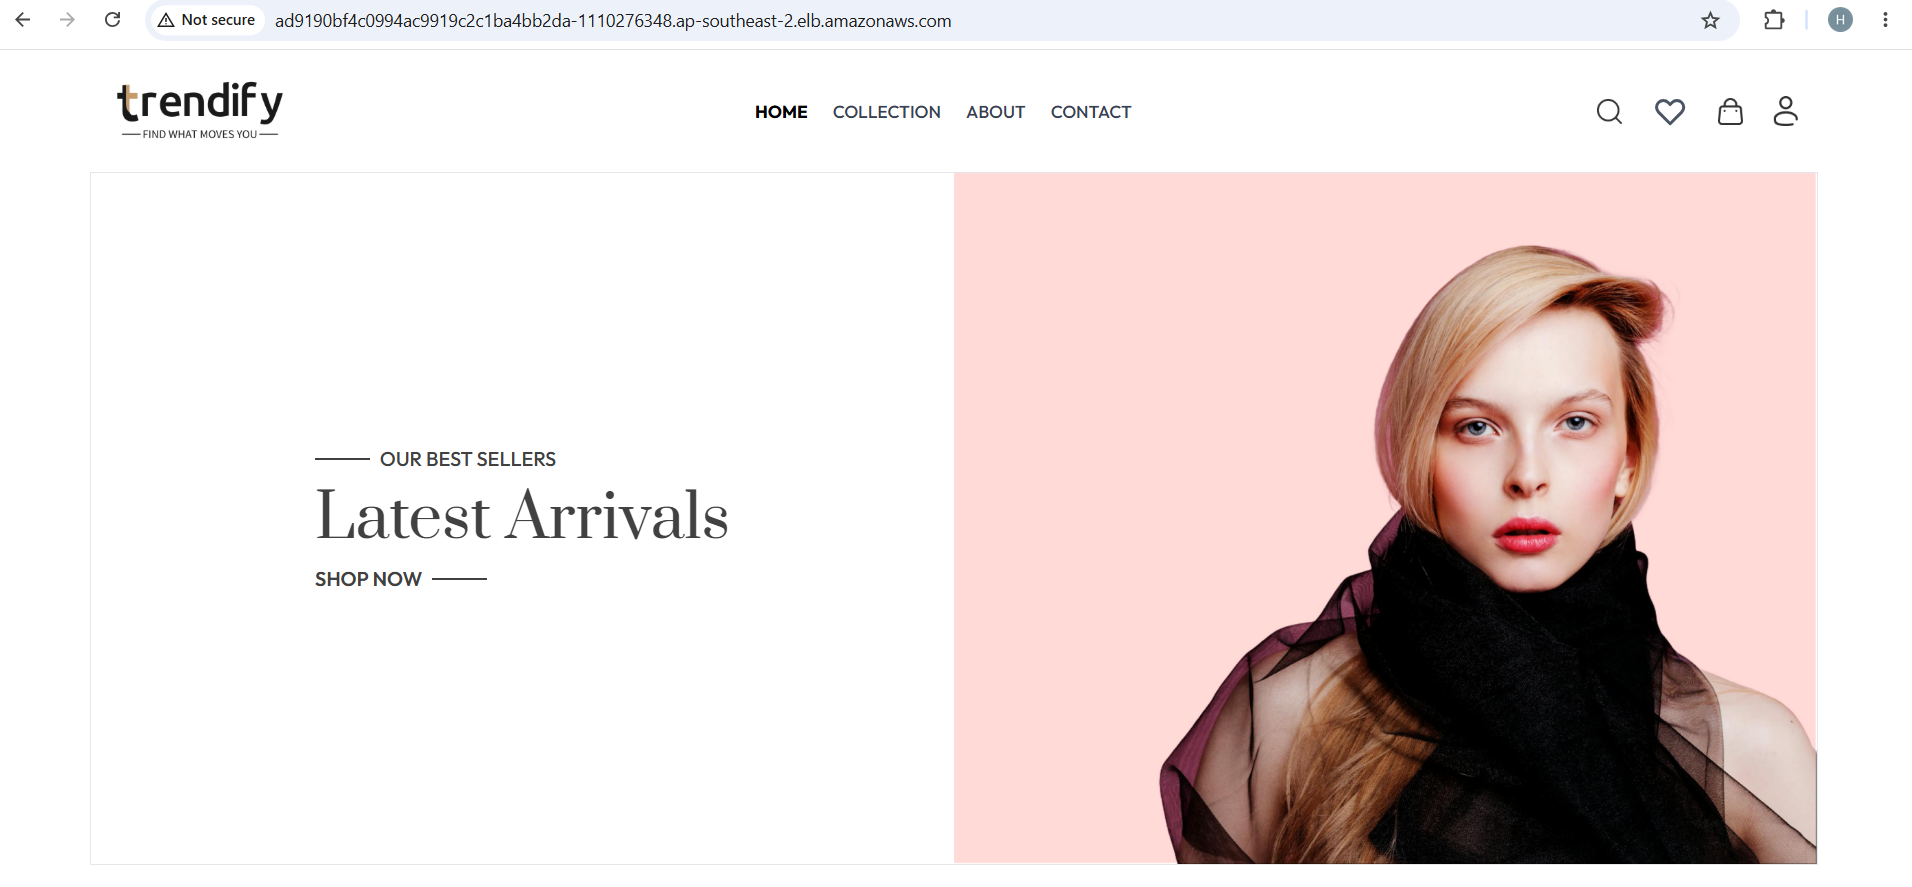 Not secure ad9190bf4c0994ac9919c2c1ba4bb2da-1110276348.ap-southeast-2.elb.amazonaws.com H
trendify
FIND WHAT MOVES YOU
HOME COLLECTION ABOUT CONTACT
OUR BEST SELLERS
Latest Arrivals
SHOP NOW